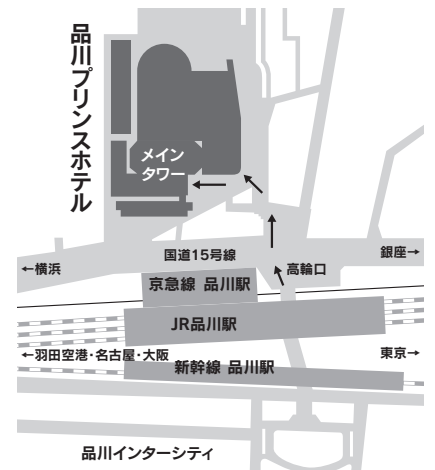 品川プリンスホテル
メイン
タワー
国道15号線
銀座→
←横浜
高輪口
京急線 品川駅
JR品川駅
←羽田空港・名古屋・大阪
東京→
新幹線 品川駅
品川インターシティ